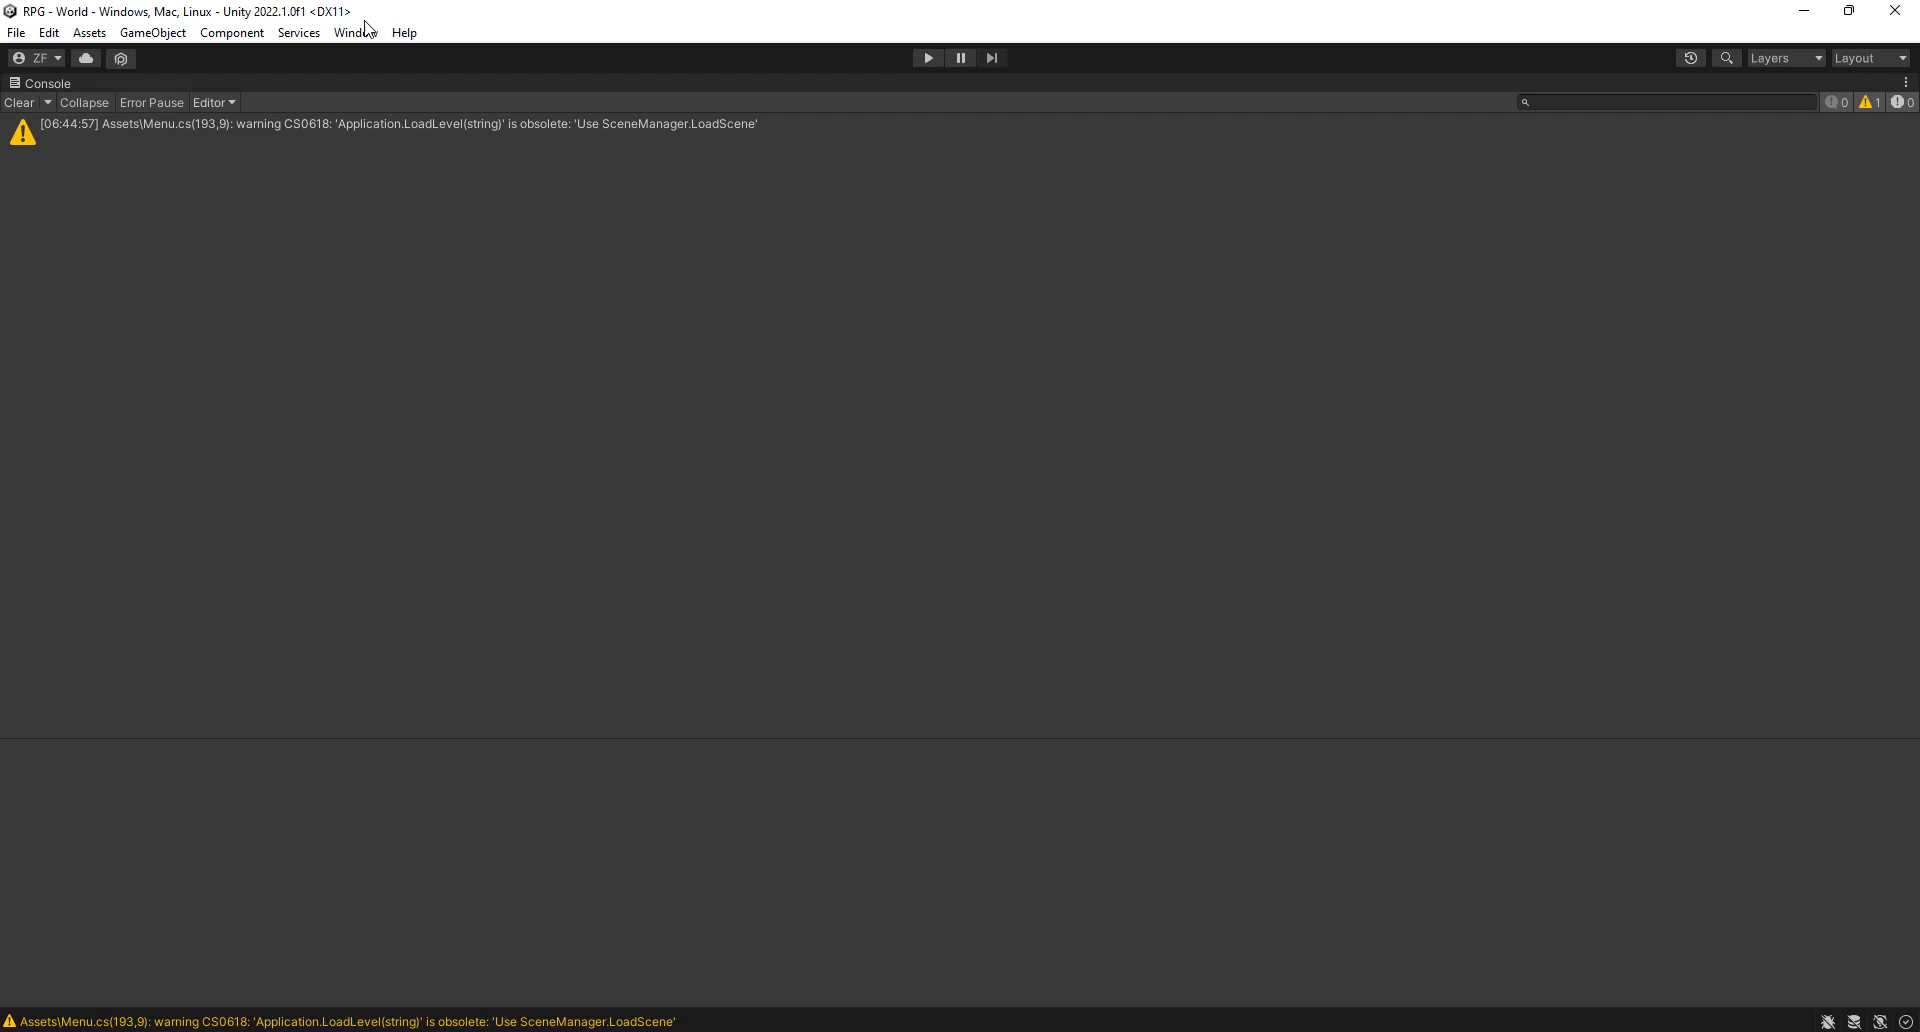 RPG - World - Windows, Mac, Linux - Unity 2022.1.0f1 <DX11>
File Edit Assets GameObject Component Services Window Help
ZF Layers Layout
Console
Clear Collapse Error Pause Editor 0 1 0
[06:44:57] Assets\Menu.cs(193,9): warning CS0618: 'Application.LoadLevel(string)' is obsolete: 'Use SceneManager.LoadScene'
Assets\Menu.cs(193,9): warning CS0618: 'Application.LoadLevel(string)' is obsolete: 'Use SceneManager.LoadScene'